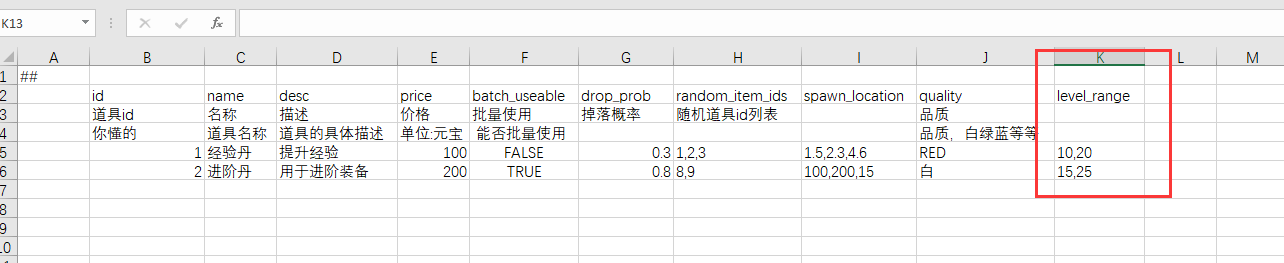 K13 fx
A B C D E F G H I J K L M
1 ##
2 id name desc price batch_useable drop_prob random_item_ids spawn_location quality level_range
3 道具id 名称 描述 价格 批量使用 掉落概率 随机道具id列表 品质
4 你懂的 道具名称 道具的具体描述 单位:元宝 能否批量使用 品质，白绿蓝等等
5 1 经验丹 提升经验 100 FALSE 0.3 1,2,3 1.5,2.3,4.6 RED 10,20
6 2 进阶丹 用于进阶装备 200 TRUE 0.8 8,9 100,200,15 白 15,25
7
8
9
10